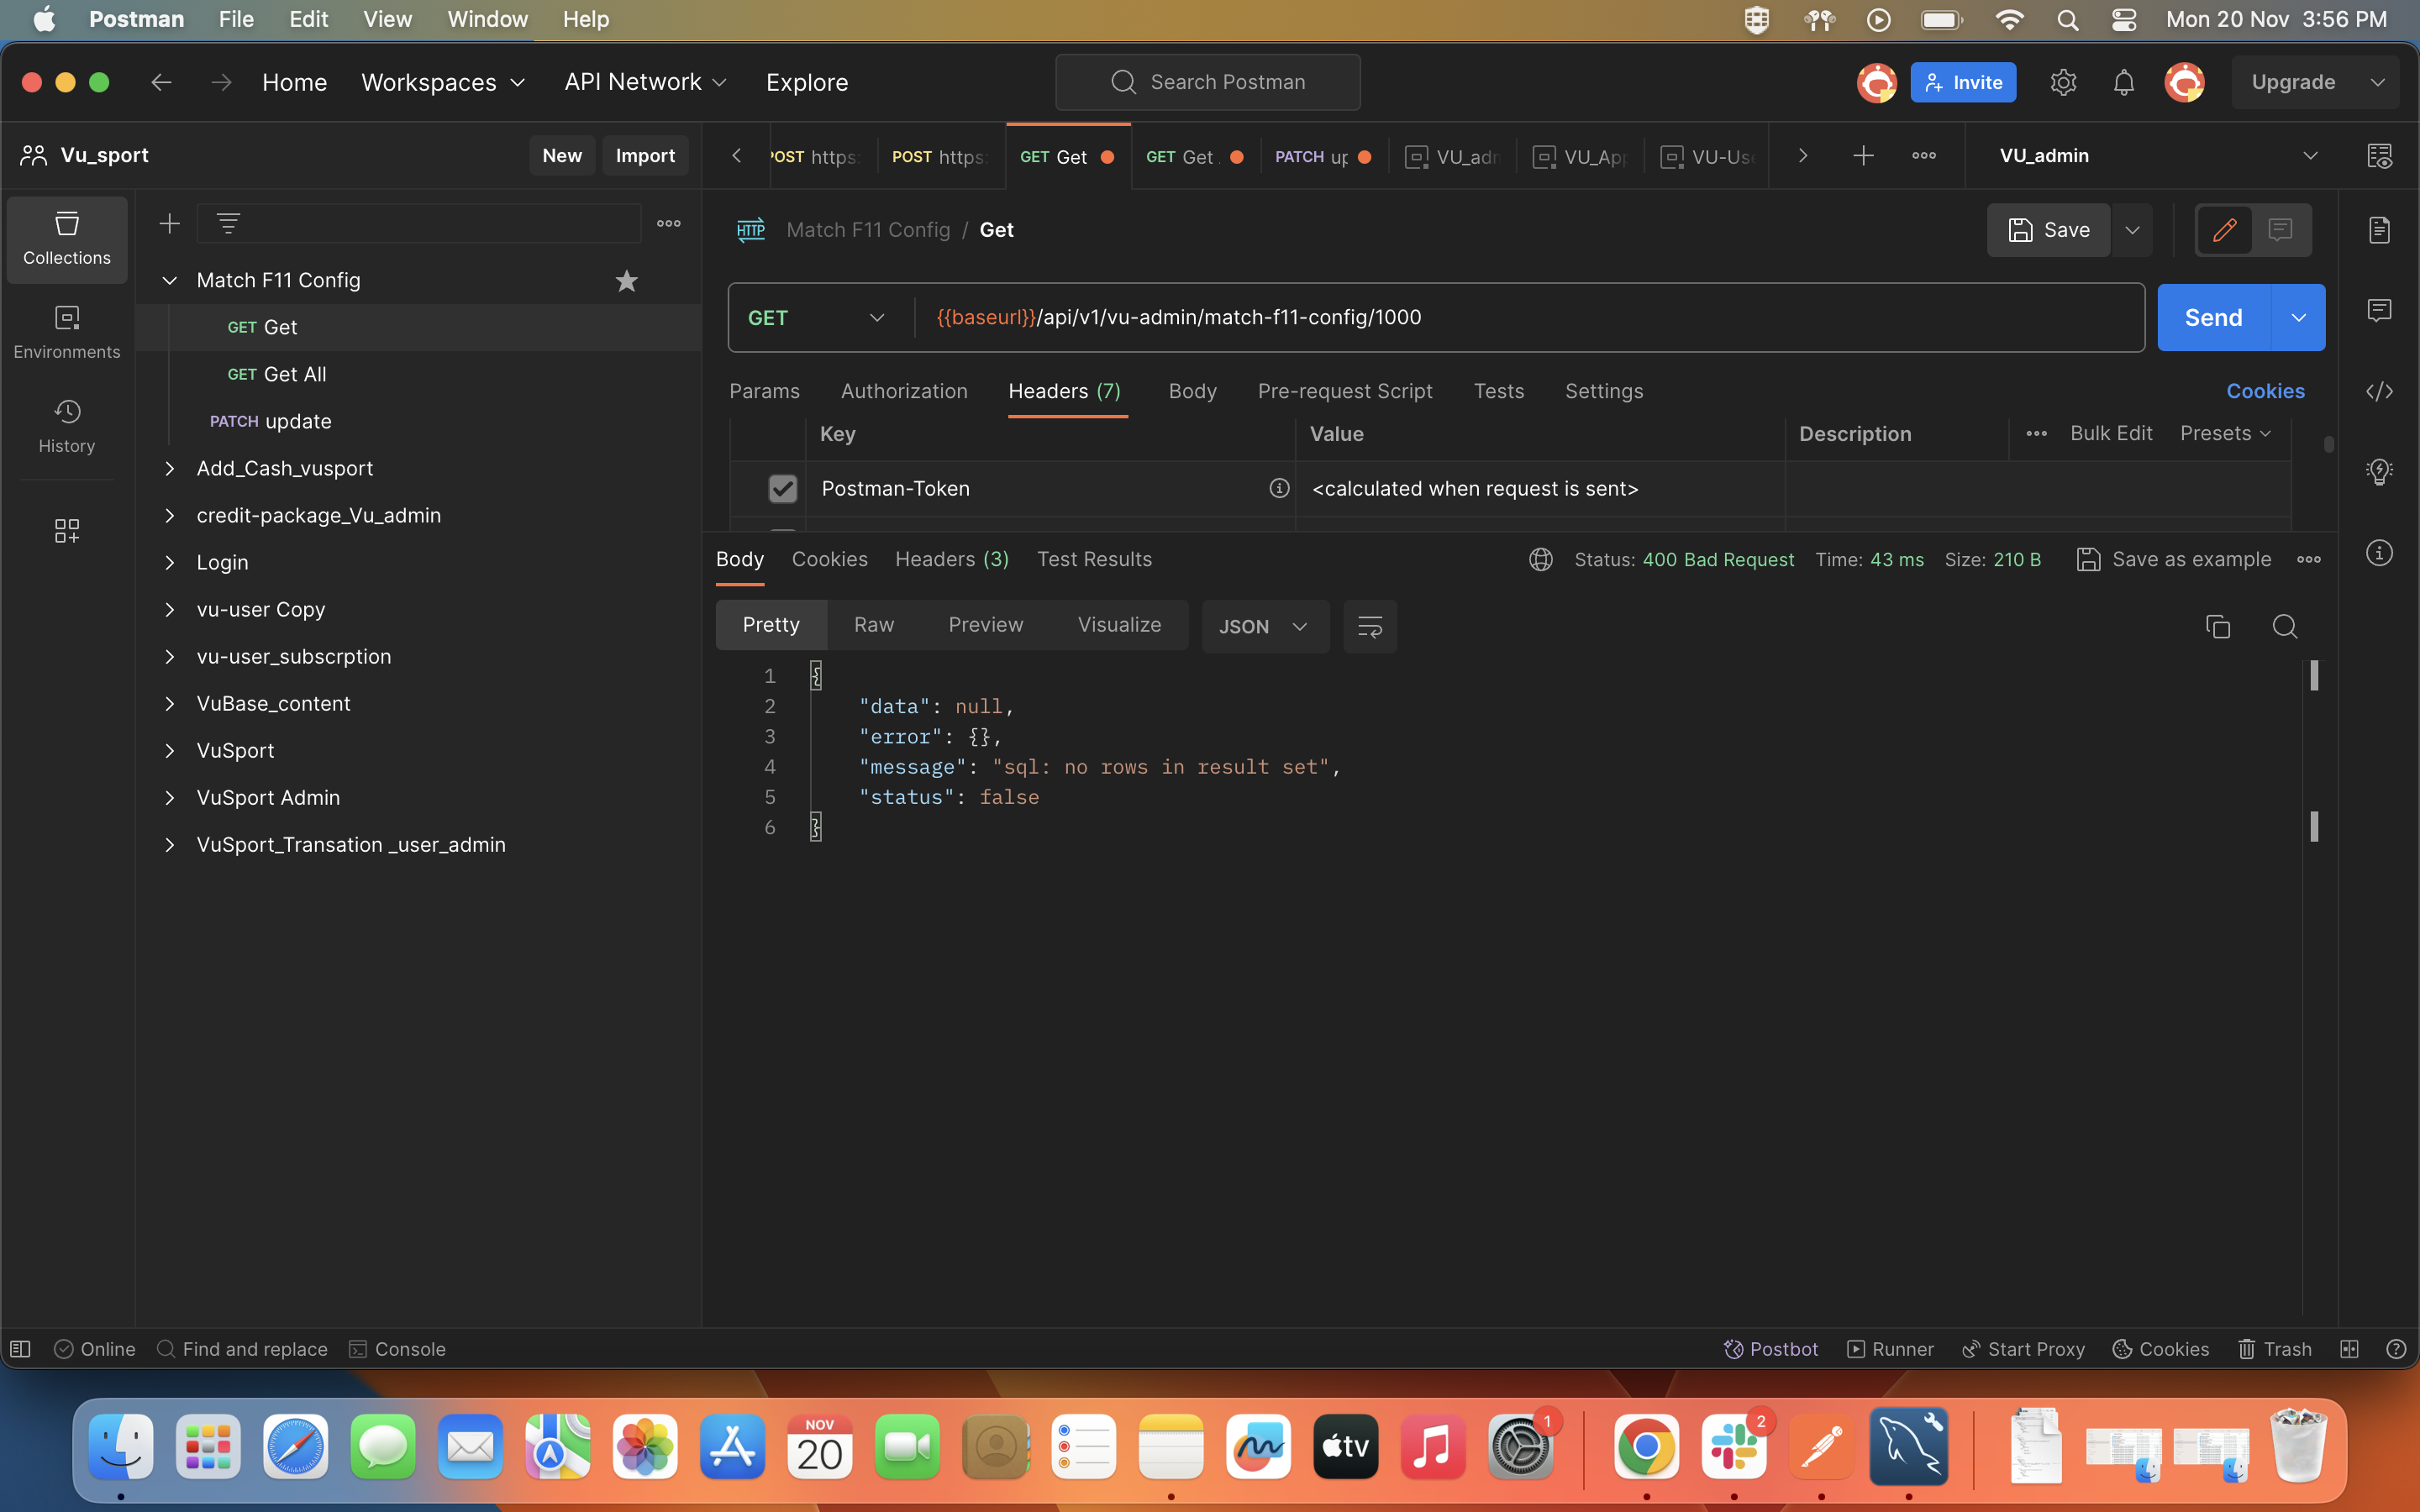 Postman File Edit View Window Help Mon 20 Nov 3:56 PM
Home Workspaces API Network Explore Search Postman Invite Upgrade
Vu_sport New Import POST https: POST https: GET Get GET Get PATCH up VU_adm VU_App VU-Use VU_admin
Collections
Environments
History
Match F11 Config
GET Get
GET Get All
PATCH update
Add_Cash_vusport
credit-package_Vu_admin
Login
vu-user Copy
vu-user_subscrption
VuBase_content
VuSport
VuSport Admin
VuSport_Transation _user_admin
HTTP Match F11 Config / Get Save
GET {{baseurl}}/api/v1/vu-admin/match-f11-config/1000 Send
Params Authorization Headers (7) Body Pre-request Script Tests Settings Cookies
Key Value Description Bulk Edit Presets
Postman-Token <calculated when request is sent>
Body Cookies Headers (3) Test Results Status: 400 Bad Request Time: 43 ms Size: 210 B Save as example
Pretty Raw Preview Visualize JSON
1 {
2 "data": null,
3 "error": {},
4 "message": "sql: no rows in result set",
5 "status": false
6 }
Online Find and replace Console Postbot Runner Start Proxy Cookies Trash
NOV
20
tv
1
2